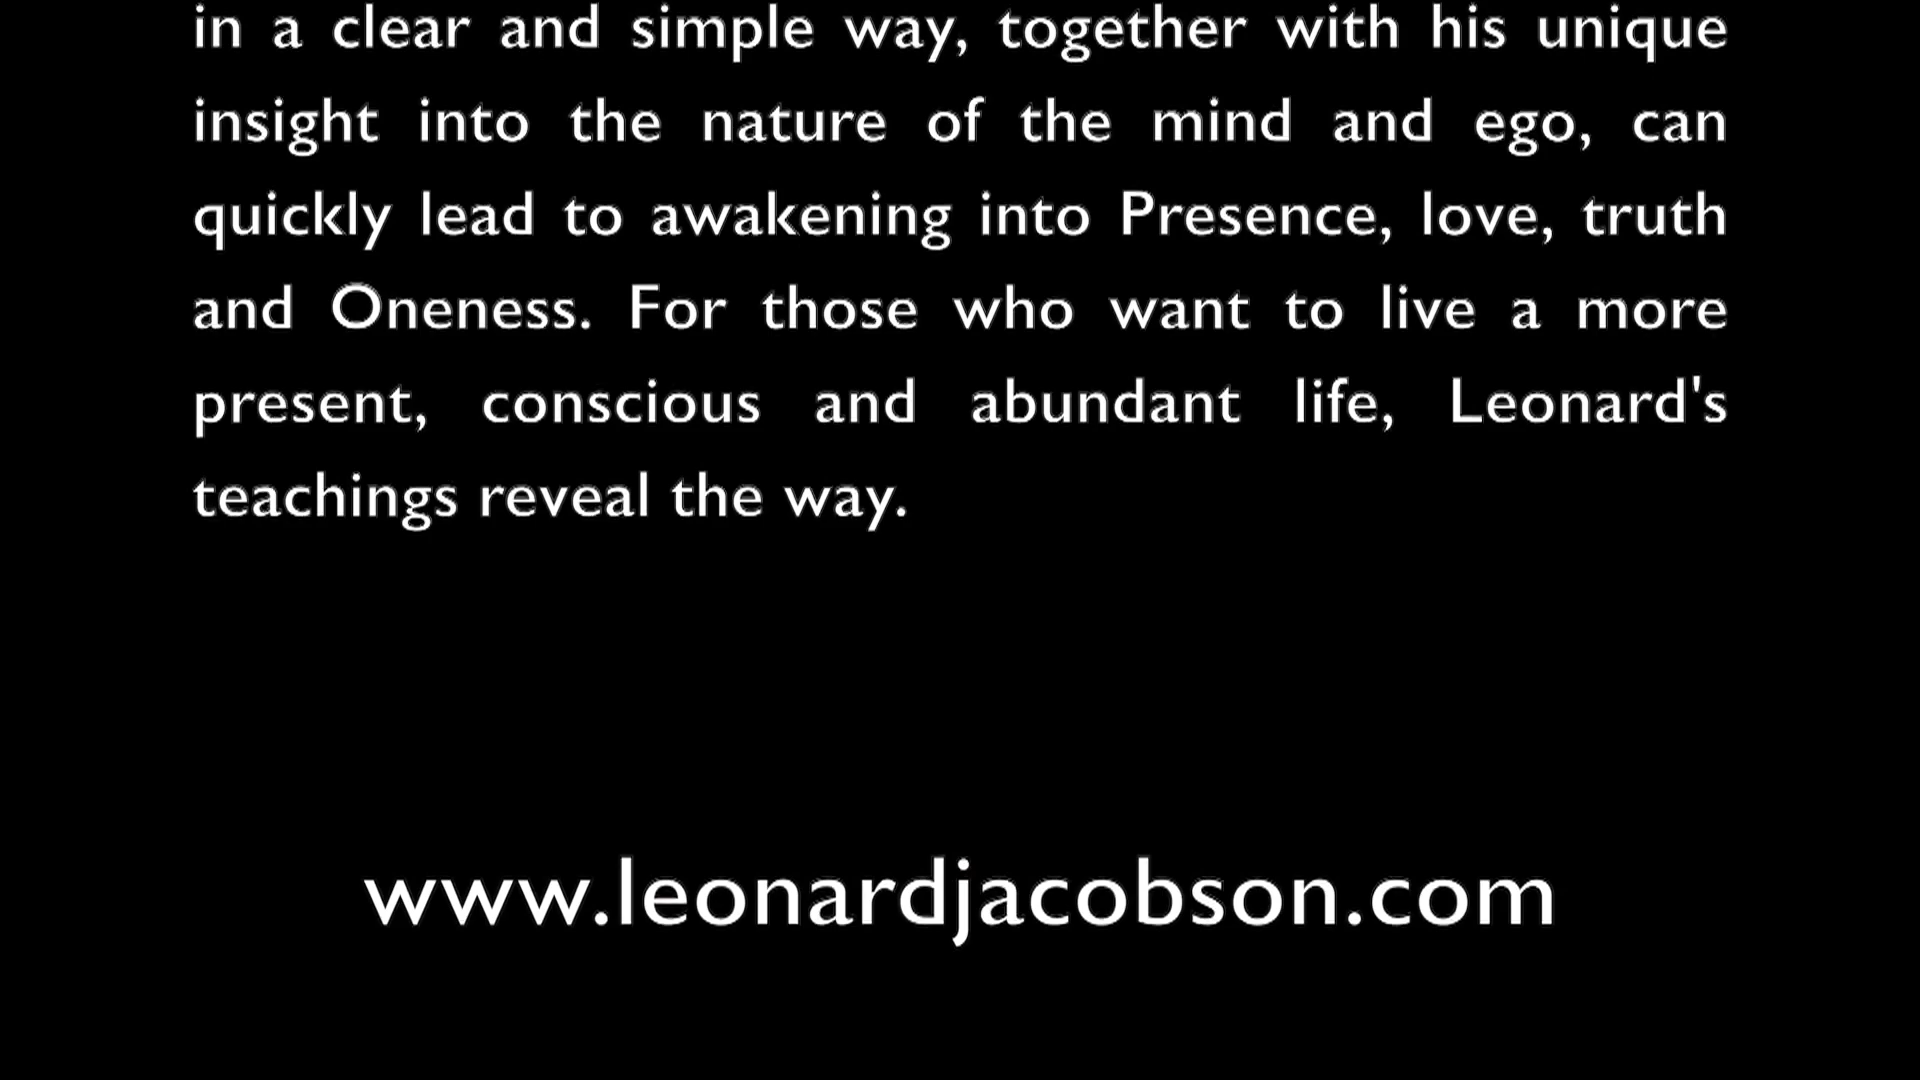 in a clear and simple way, together with his unique
insight into the nature of the mind and ego, can
quickly lead to awakening into Presence, love, truth
and Oneness. For those who want to live a more
present, conscious and abundant life, Leonard's
teachings reveal the way.
www.leonardjacobson.com